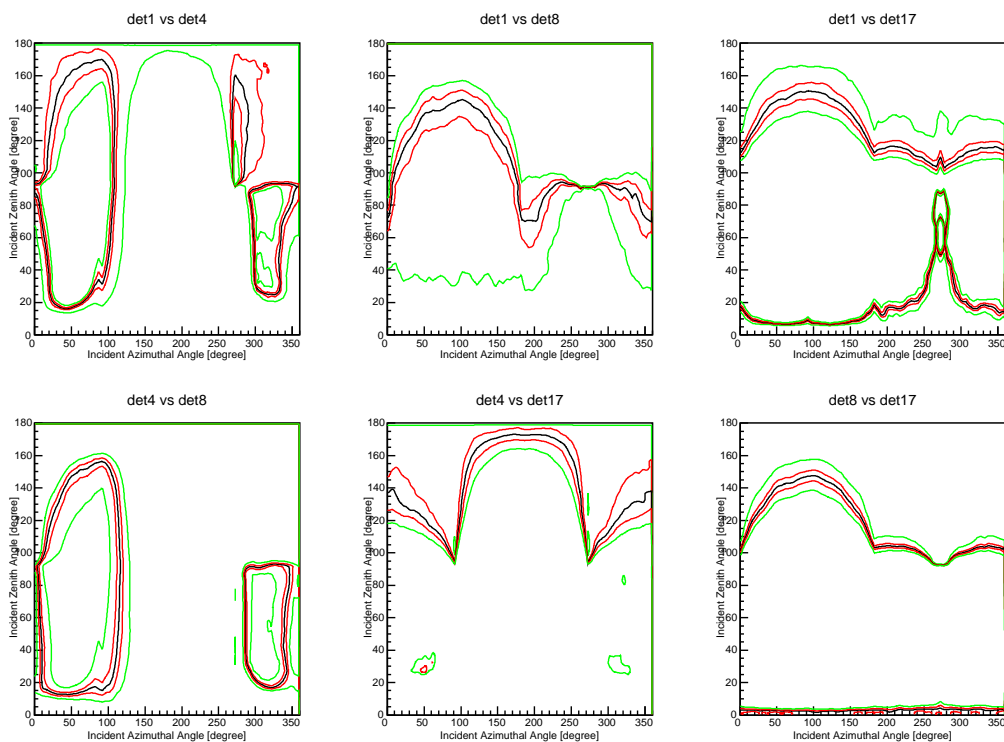 det1 vs det4
det1 vs det8
det1 vs det17
Incident Zenith Angle [degree]
180
160
140
120
100
80
60
40
20
0
0 50 100 150 200 250 300 350
Incident Azimuthal Angle [degree]
Incident Zenith Angle [degree]
180
160
140
120
100
80
60
40
20
0
0 50 100 150 200 250 300 350
Incident Azimuthal Angle [degree]
Incident Zenith Angle [degree]
180
160
140
120
100
80
60
40
20
0
0 50 100 150 200 250 300 350
Incident Azimuthal Angle [degree]
det4 vs det8
det4 vs det17
det8 vs det17
Incident Zenith Angle [degree]
180
160
140
120
100
80
60
40
20
0
0 50 100 150 200 250 300 350
Incident Azimuthal Angle [degree]
Incident Zenith Angle [degree]
180
160
140
120
100
80
60
40
20
0
0 50 100 150 200 250 300 350
Incident Azimuthal Angle [degree]
Incident Zenith Angle [degree]
180
160
140
120
100
80
60
40
20
0
0 50 100 150 200 250 300 350
Incident Azimuthal Angle [degree]